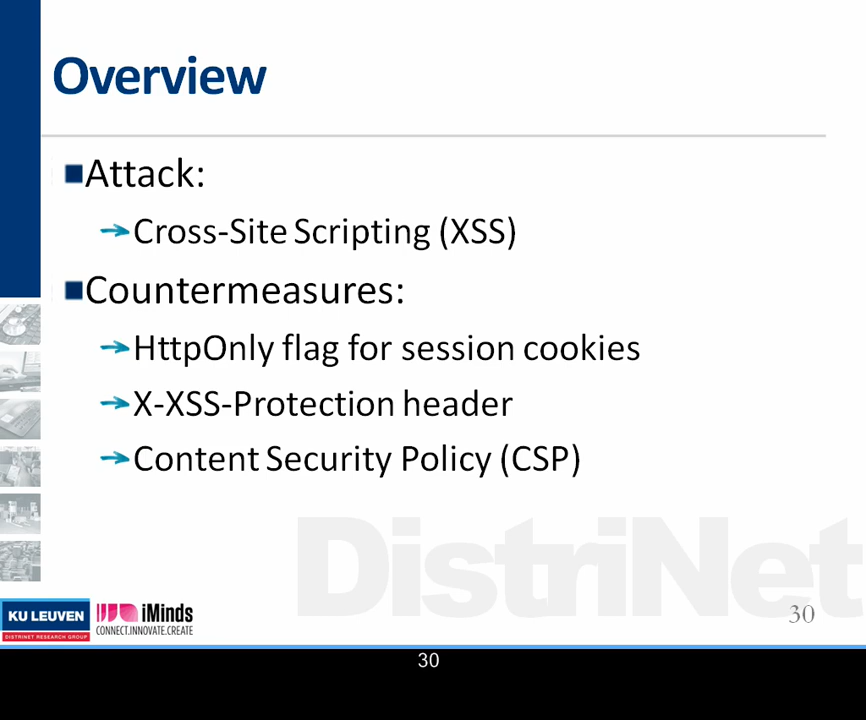 Overview
Attack:
Cross-Site Scripting (XSS)
Countermeasures:
HttpOnly flag for session cookies
X-XSS-Protection header
Content Security Policy (CSP)
DistriNet
KU LEUVEN
DISTRINET RESEARCH GROUP
iMinds
CONNECT.INNOVATE.CREATE
30
30